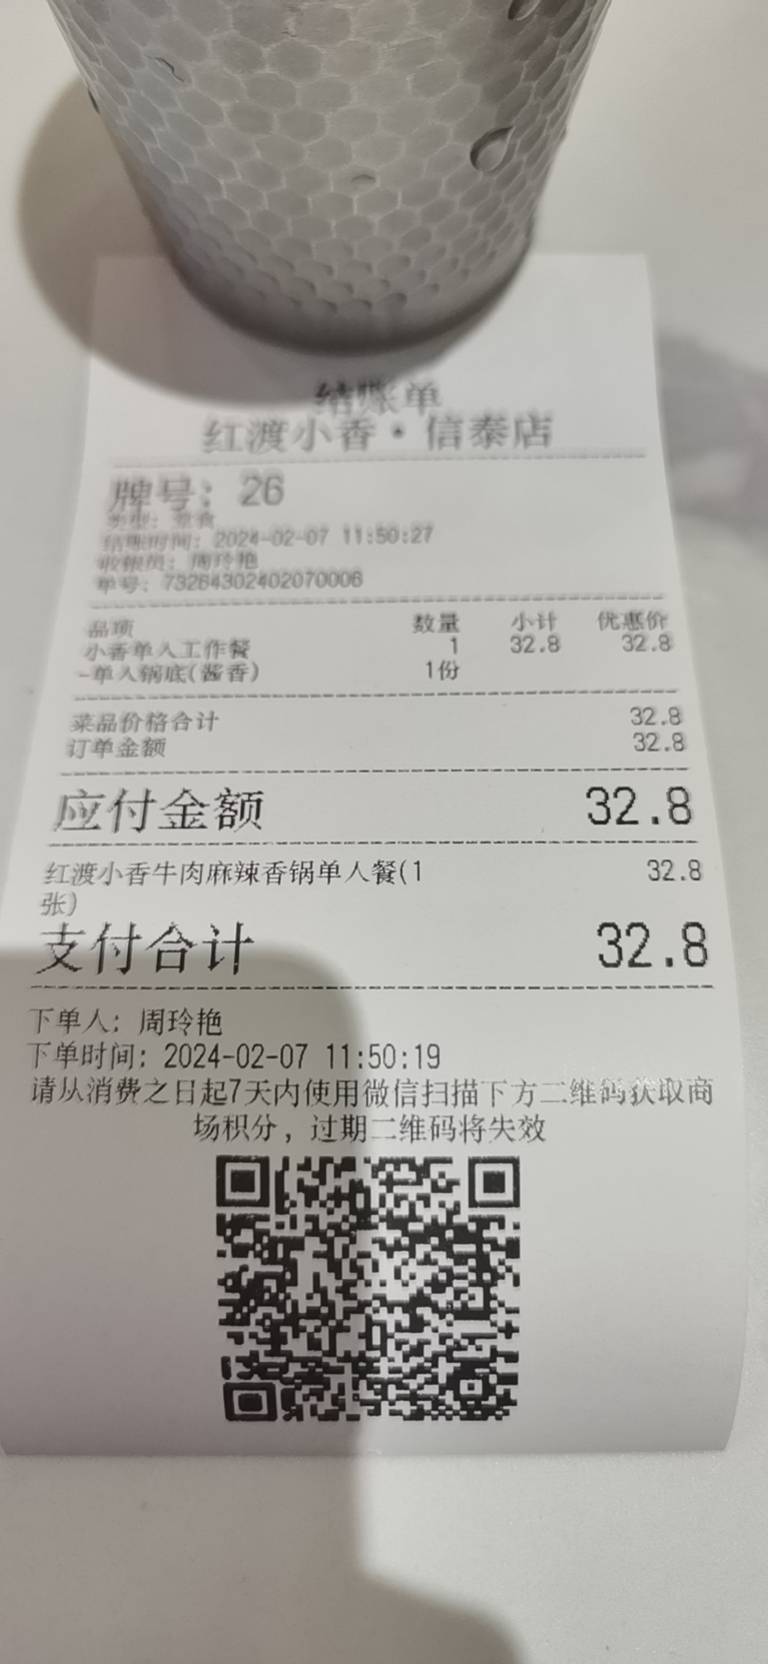 结账单
红渡小香·信泰店
牌号：26
类型：堂食
结账时间：2024-02-07 11:50:27
收银员：周玲艳
单号：73264302402070006
品项 数量 小计 优惠价
小香单人工作餐 1 32.8 32.8
-单人锅底(酱香) 1份
菜品价格合计 32.8
订单金额 32.8
应付金额 32.8
红渡小香牛肉麻辣香锅单人餐(1 32.8
张)
支付合计 32.8
下单人：周玲艳
下单时间：2024-02-07 11:50:19
请从消费之日起7天内使用微信扫描下方二维码获取商
场积分，过期二维码将失效